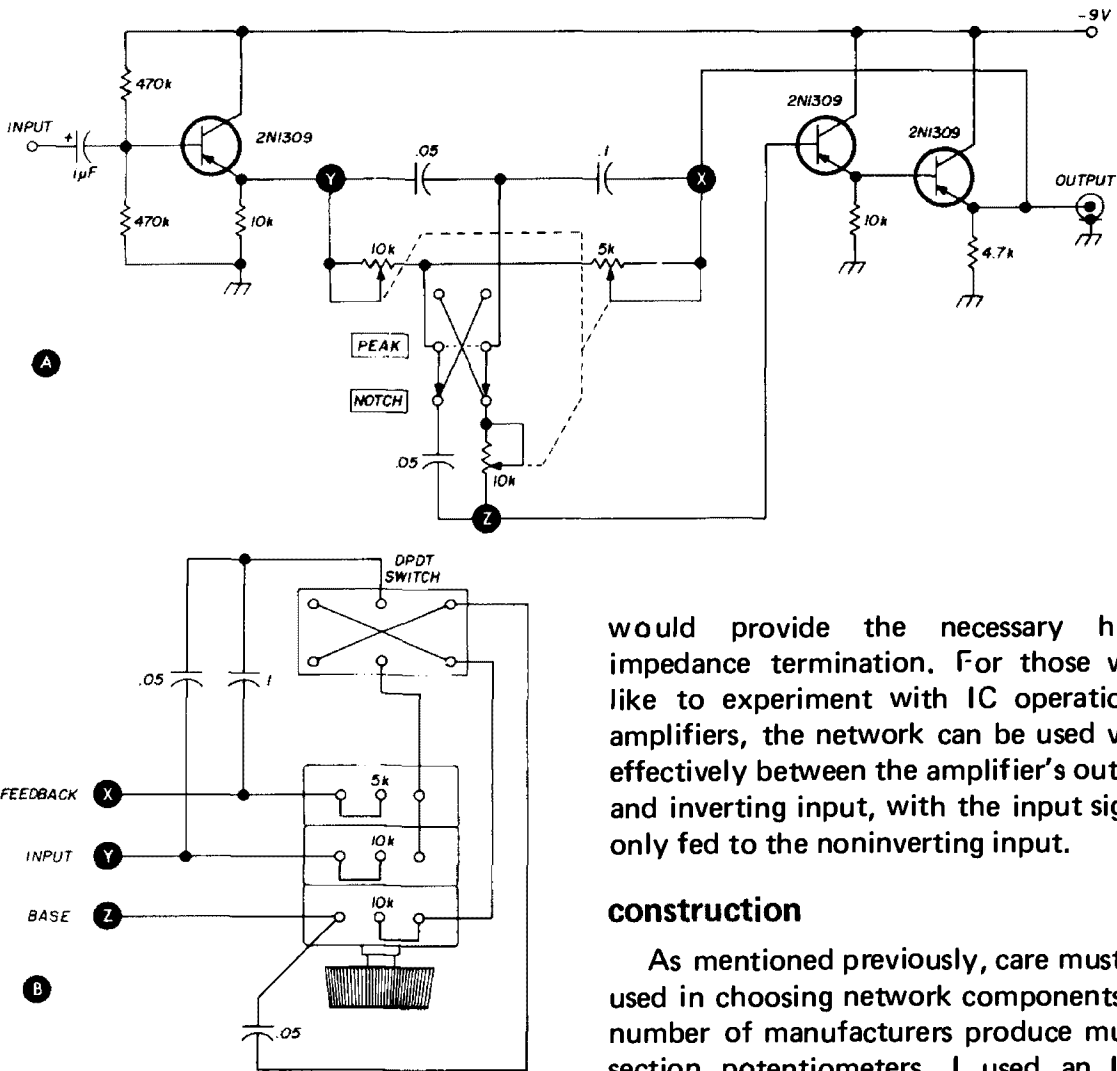 -9V
470k
2N1309
2N1309
INPUT
+
2N1309
1µF
.05
.1
Y
X
OUTPUT
470k
10k
10k
5k
10k
4.7k
PEAK
A
NOTCH
.05
10k
Z
DPDT
SWITCH
.05
.1
5k
FEEDBACK X
10k
INPUT Y
10k
BASE Z
B
.05
would provide the necessary h
impedance termination. For those
like to experiment with IC
amplifiers, the network can be used
effectively between the amplifier's
and inverting input, with the input
only fed to the noninverting input.
construction
As mentioned previously, care must
used in choosing network components
number of manufacturers produce
section potentiometers. I used an